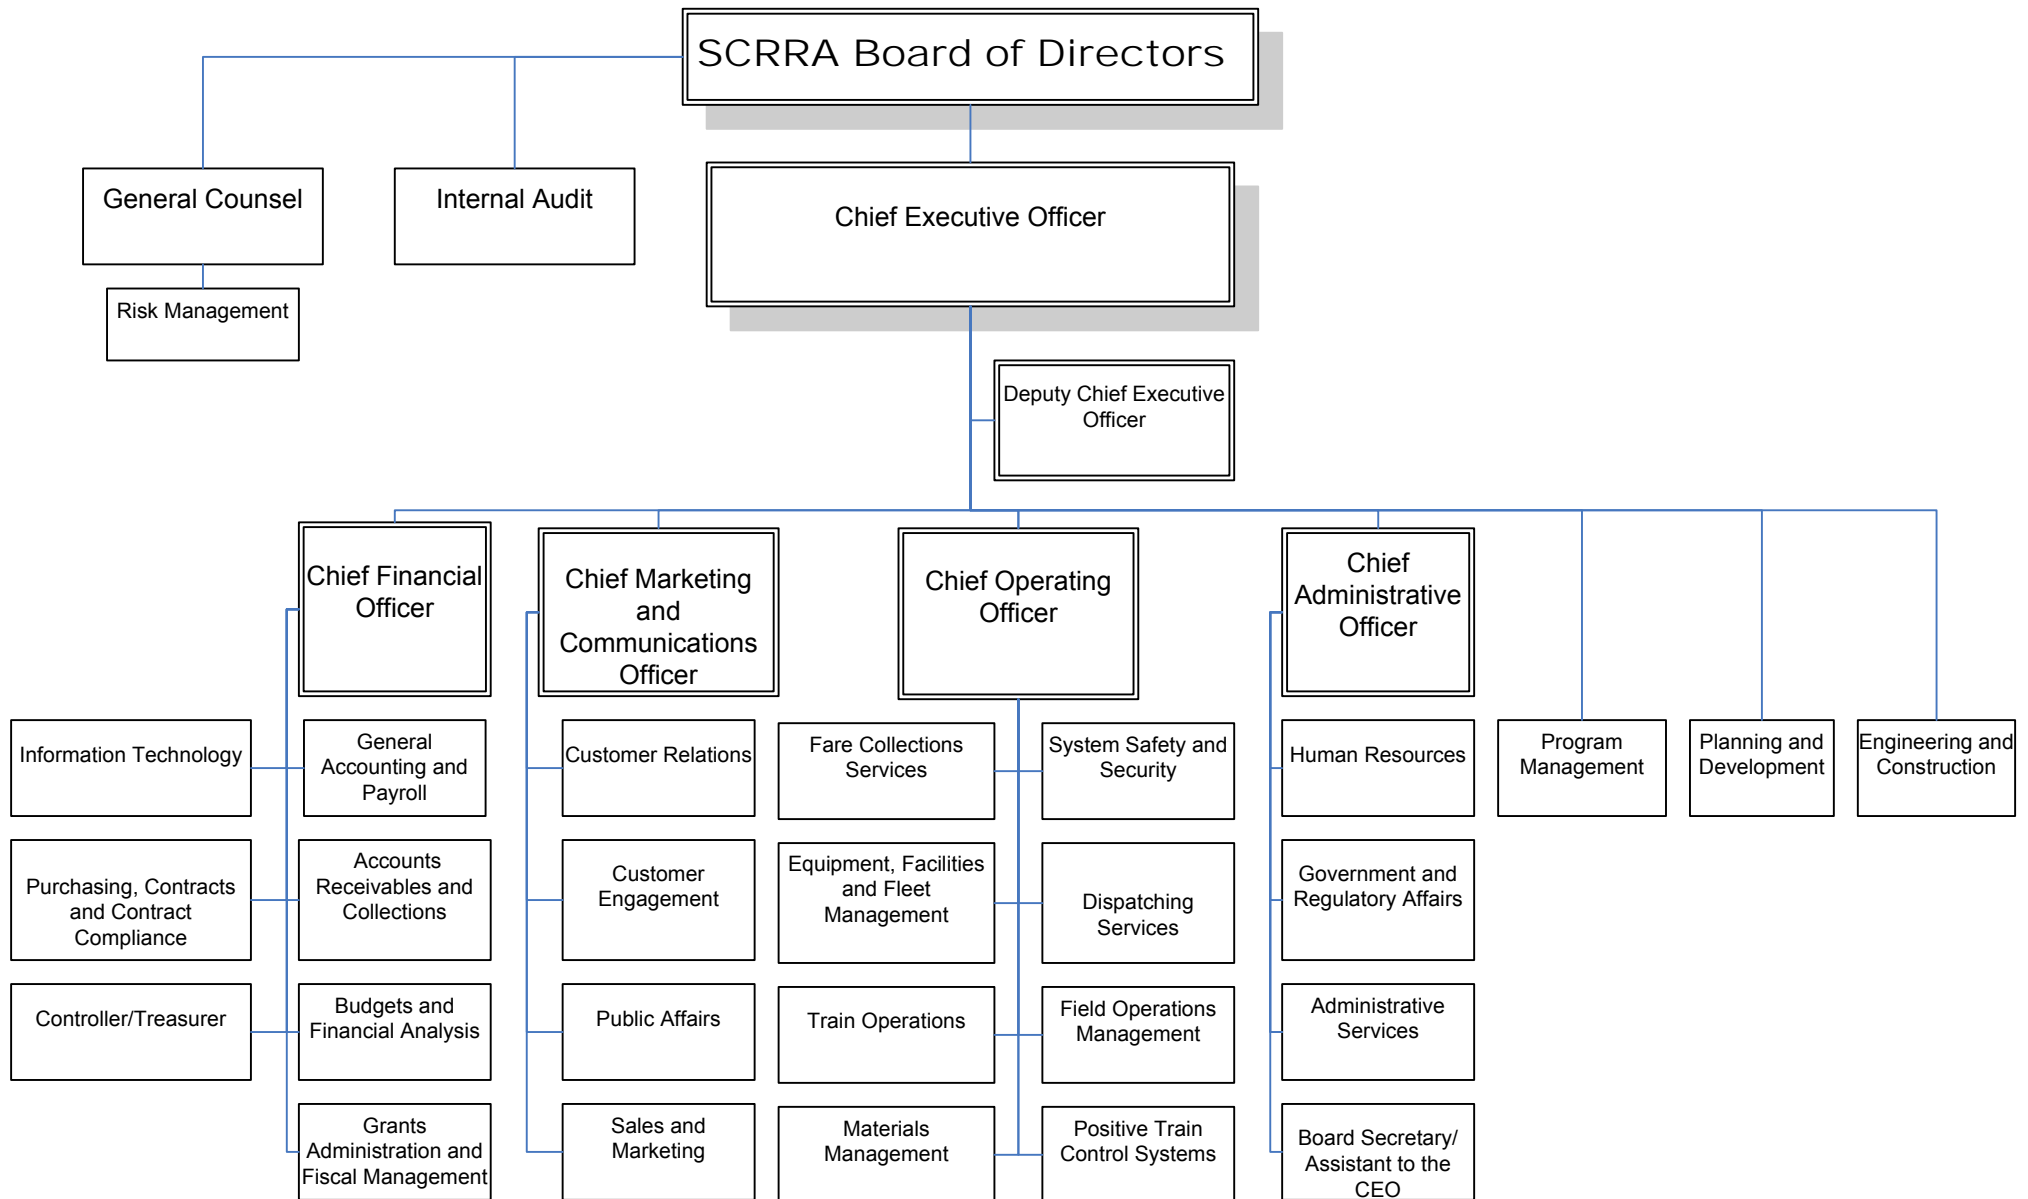 SCRRA Board of Directors
General Counsel
Internal Audit
Chief Executive Officer
Risk Management
Deputy Chief Executive
Officer
Chief Financial
Officer
Chief Marketing
and
Communications
Officer
Chief Operating
Officer
Chief
Administrative
Officer
Information Technology
General
Accounting and
Payroll
Customer Relations
Fare Collections
Services
System Safety and
Security
Human Resources
Program
Management
Planning and
Development
Engineering and
Construction
Purchasing, Contracts
and Contract
Compliance
Accounts
Receivables and
Collections
Customer
Engagement
Equipment, Facilities
and Fleet
Management
Dispatching
Services
Government and
Regulatory Affairs
Controller/Treasurer
Budgets and
Financial Analysis
Public Affairs
Train Operations
Field Operations
Management
Administrative
Services
Grants
Administration and
Fiscal Management
Sales and
Marketing
Materials
Management
Positive Train
Control Systems
Board Secretary/
Assistant to the
CEO